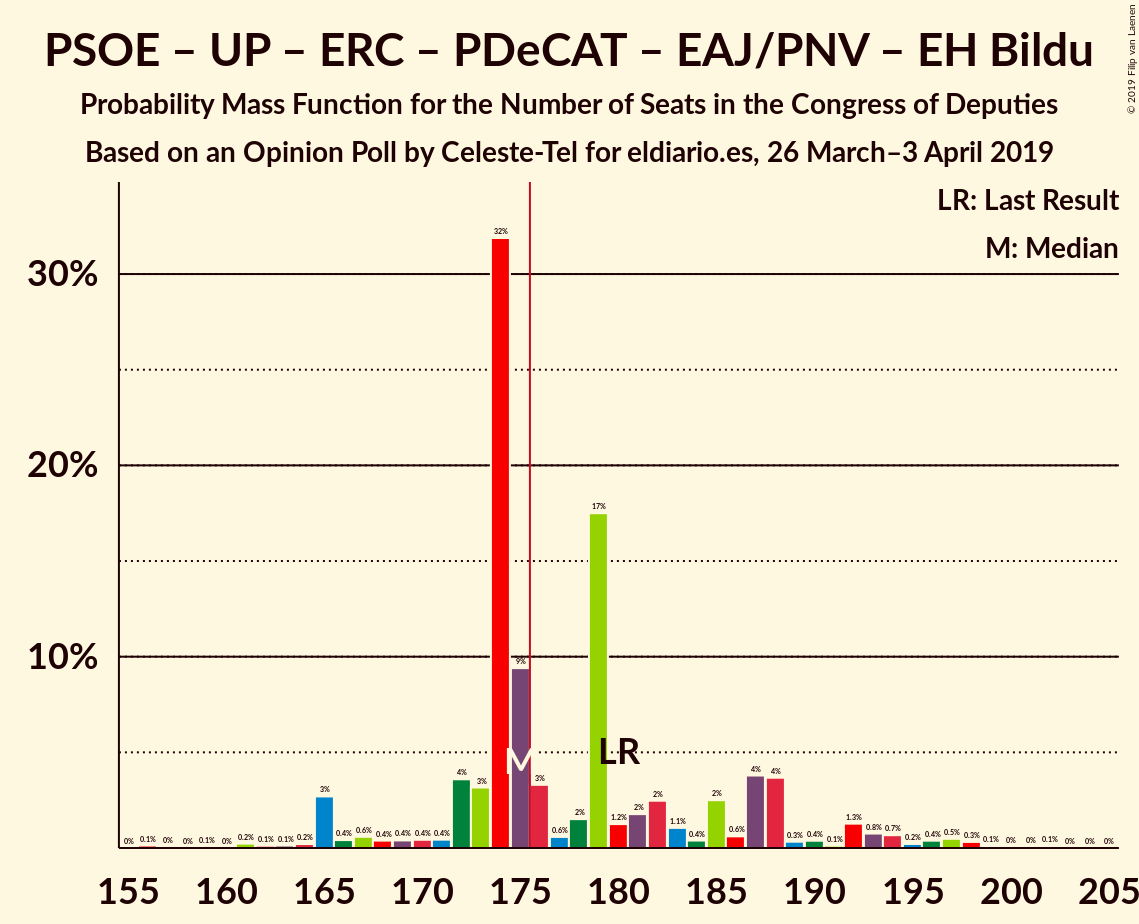 PSOE – UP – ERC – PDeCAT – EAJ/PNV – EH Bildu
Probability Mass Function for the Number of Seats in the Congress of Deputies
Based on an Opinion Poll by Celeste-Tel for eldiario.es, 26 March–3 April 2019
© 2019 Filip van Laenen
LR: Last Result
M: Median
30%
20%
10%
0% 0.1% 0% 0% 0.1% 0% 0.2% 0.1% 0.1% 0.2% 3% 0.4% 0.6% 0.4% 0.4% 0.4% 0.4% 4% 3% 32% 9% 3% 0.6% 2% 17% 1.2% 2% 2% 1.1% 0.4% 2% 0.6% 4% 4% 0.3% 0.4% 0.1% 1.3% 0.8% 0.7% 0.2% 0.4% 0.5% 0.3% 0.1% 0% 0% 0.1% 0% 0% 0%
M LR
155 160 165 170 175 180 185 190 195 200 205